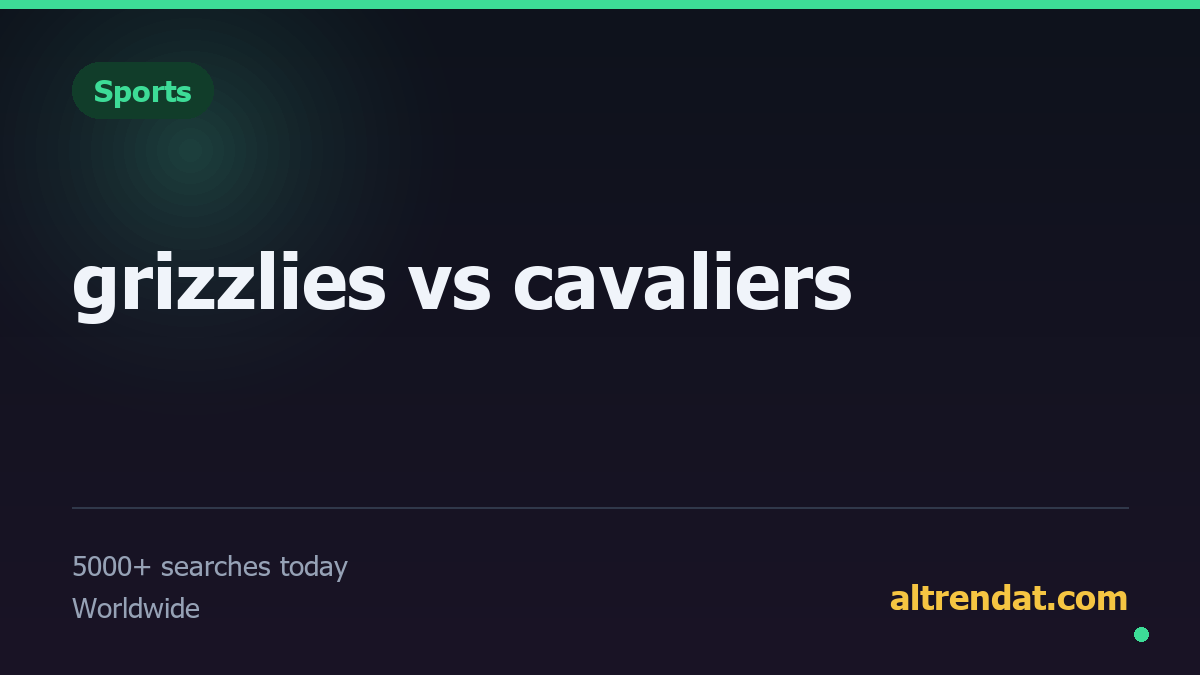 Sports
grizzlies vs cavaliers
5000+ searches today
Worldwide
altrendat.com